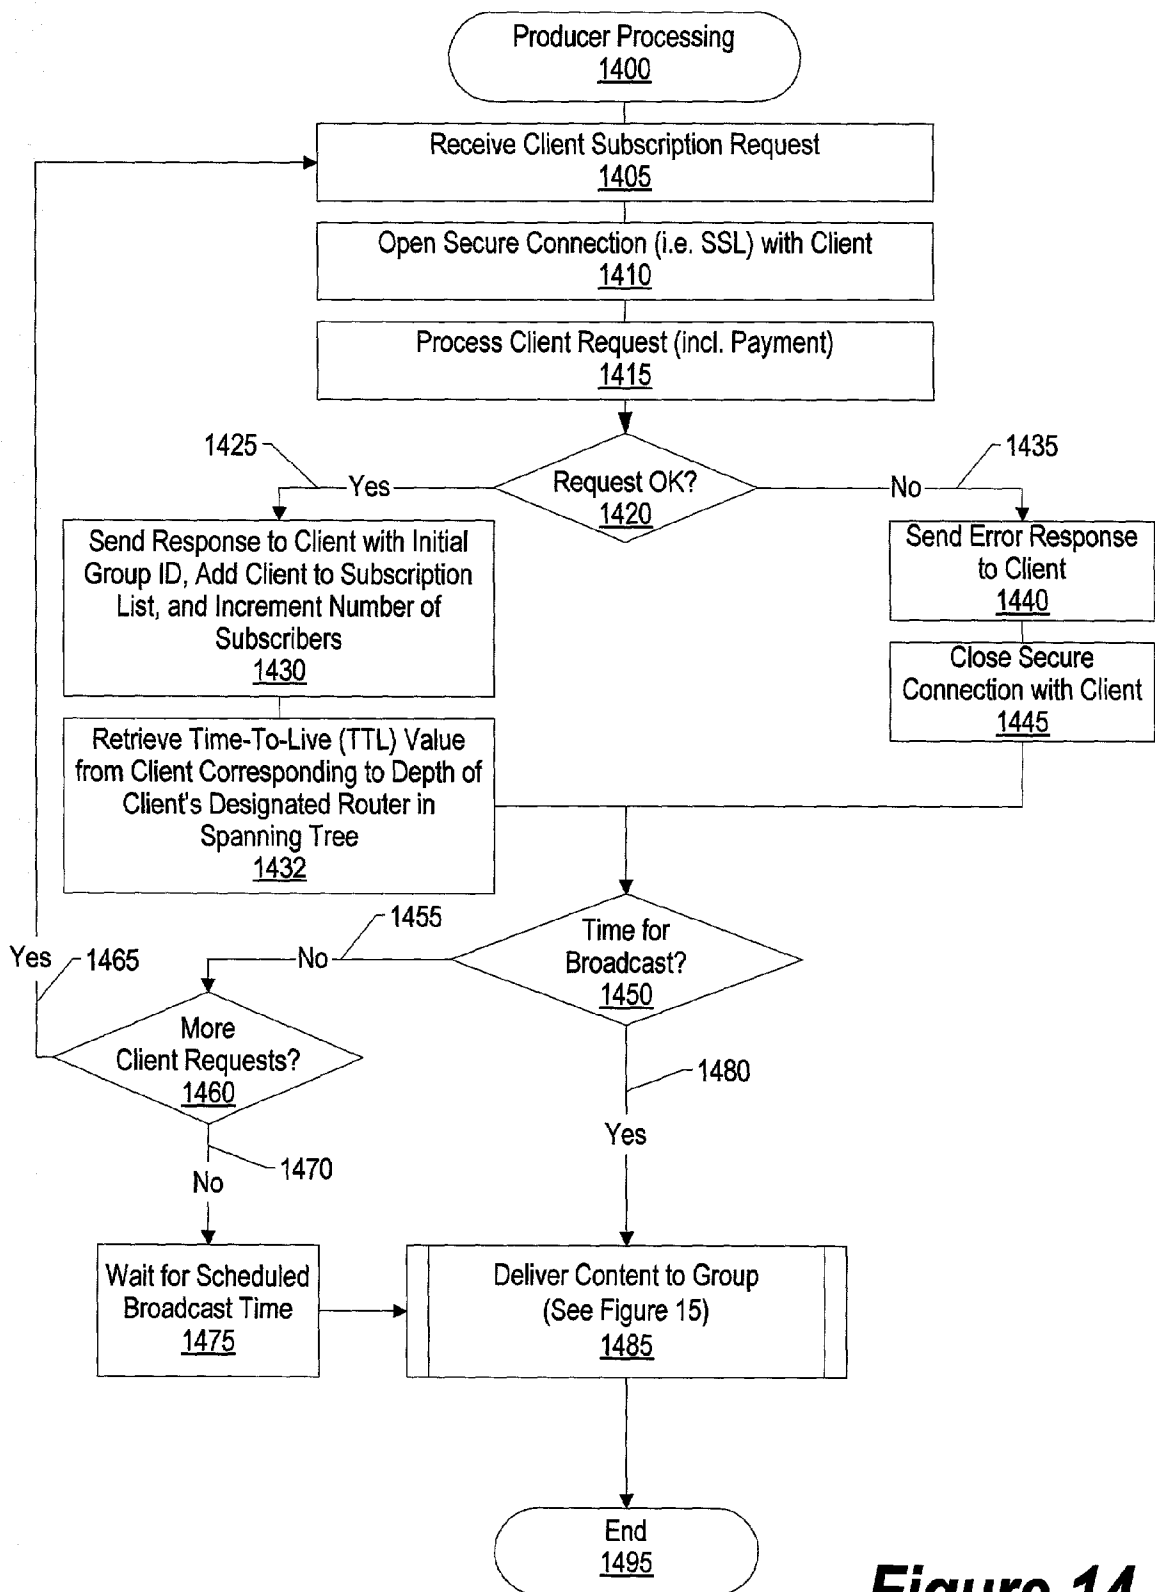 Producer Processing
1400
Receive Client Subscription Request
1405
Open Secure Connection (i.e. SSL) with Client
1410
Process Client Request (incl. Payment)
1415
1425
1435
Yes
Request OK?
1420
No
Send Response to Client with Initial
Group ID, Add Client to Subscription
List, and Increment Number of
Subscribers
1430
Send Error Response
to Client
1440
Close Secure
Connection with Client
1445
Retrieve Time-To-Live (TTL) Value
from Client Corresponding to Depth of
Client's Designated Router in
Spanning Tree
1432
1455
Time for
Broadcast?
1450
No
Yes
1465
More
Client Requests?
1460
1480
Yes
1470
No
Wait for Scheduled
Broadcast Time
1475
Deliver Content to Group
(See Figure 15)
1485
End
1495
Figure 14